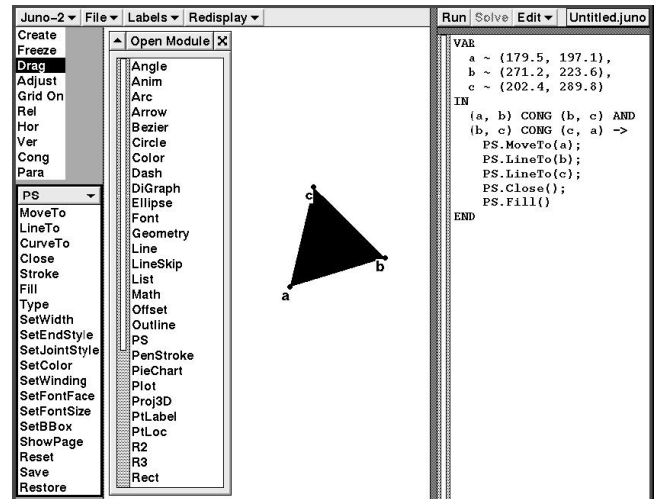 Juno-2 File Labels Redisplay
Create
Freeze
Drag
Adjust
Grid On
Rel
Hor
Ver
Cong
Para
PS
MoveTo
LineTo
CurveTo
Close
Stroke
Fill
Type
SetWidth
SetEndStyle
SetJointStyle
SetColor
SetWinding
SetFontFace
SetFontSize
SetBBox
ShowPage
Reset
Save
Restore
Open Module
Angle
Anim
Arc
Arrow
Bezier
Circle
Color
Dash
DiGraph
Ellipse
Font
Geometry
Line
LineSkip
List
Math
Offset
Outline
PS
PenStroke
PieChart
Plot
Proj3D
PtLabel
PtLoc
R2
R3
Rect
c
b
a
Run Solve Edit Untitled.juno
VAR
a ~ (179.5, 197.1),
b ~ (271.2, 223.6),
c ~ (202.4, 289.8)
IN
(a, b) CONG (b, c) AND
(b, c) CONG (c, a) ->
PS.MoveTo(a);
PS.LineTo(b);
PS.LineTo(c);
PS.Close();
PS.Fill()
END